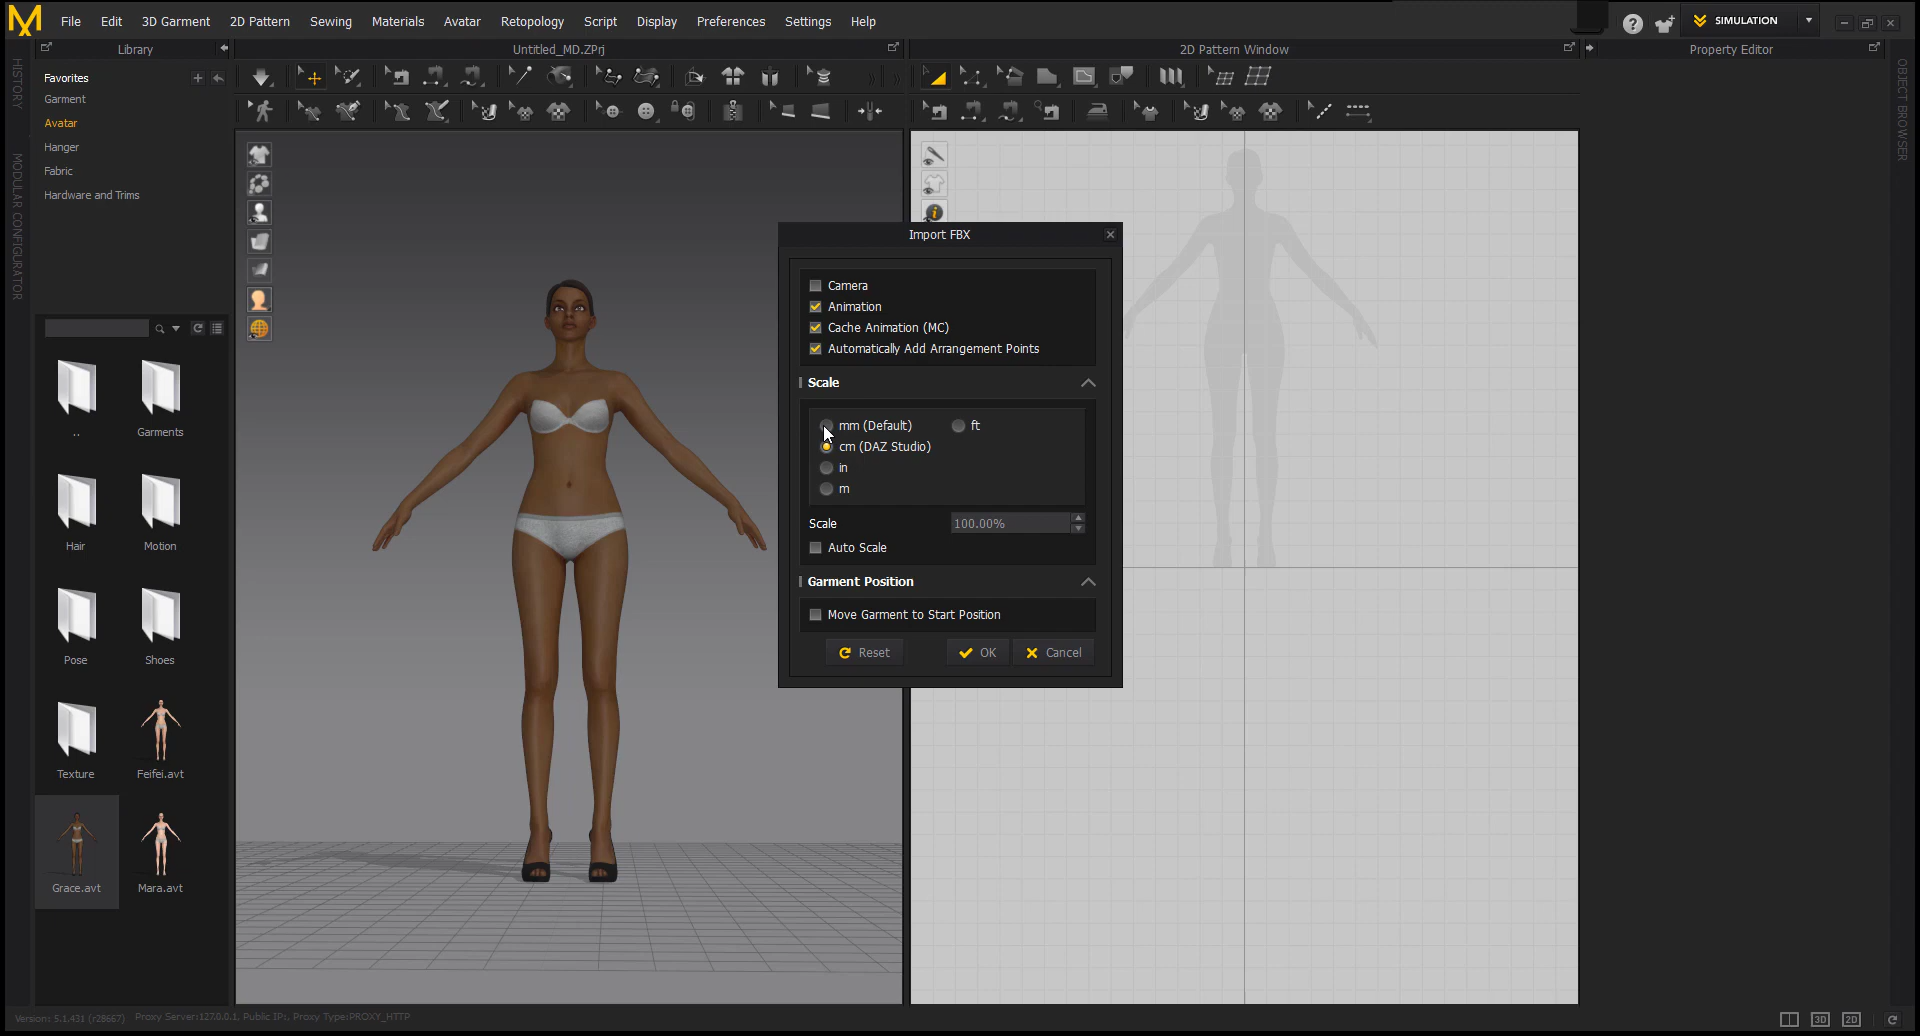 File Edit 3D Garment 2D Pattern Sewing Materials Avatar Retopology Script Display Preferences Settings Help
SIMULATION
Library
Untitled_MD.ZPrj
2D Pattern Window
Property Editor
HISTORY
MODULAR CONFIGURATOR
OBJECT BROWSER
Favorites
Garment
Avatar
Hanger
Fabric
Hardware and Trims
..
Garments
Hair
Motion
Pose
Shoes
Texture
Feifei.avt
Grace.avt
Mara.avt
Import FBX
Camera
Animation
Cache Animation (MC)
Automatically Add Arrangement Points
Scale
mm (Default) ft
cm (DAZ Studio)
in
m
Scale 100.00%
Auto Scale
Garment Position
Move Garment to Start Position
Reset OK Cancel
Version: 5.1.431 (r28667) Proxy Server:127.0.0.1, Public IP:, Proxy Type:PROXY_HTTP
3D 2D